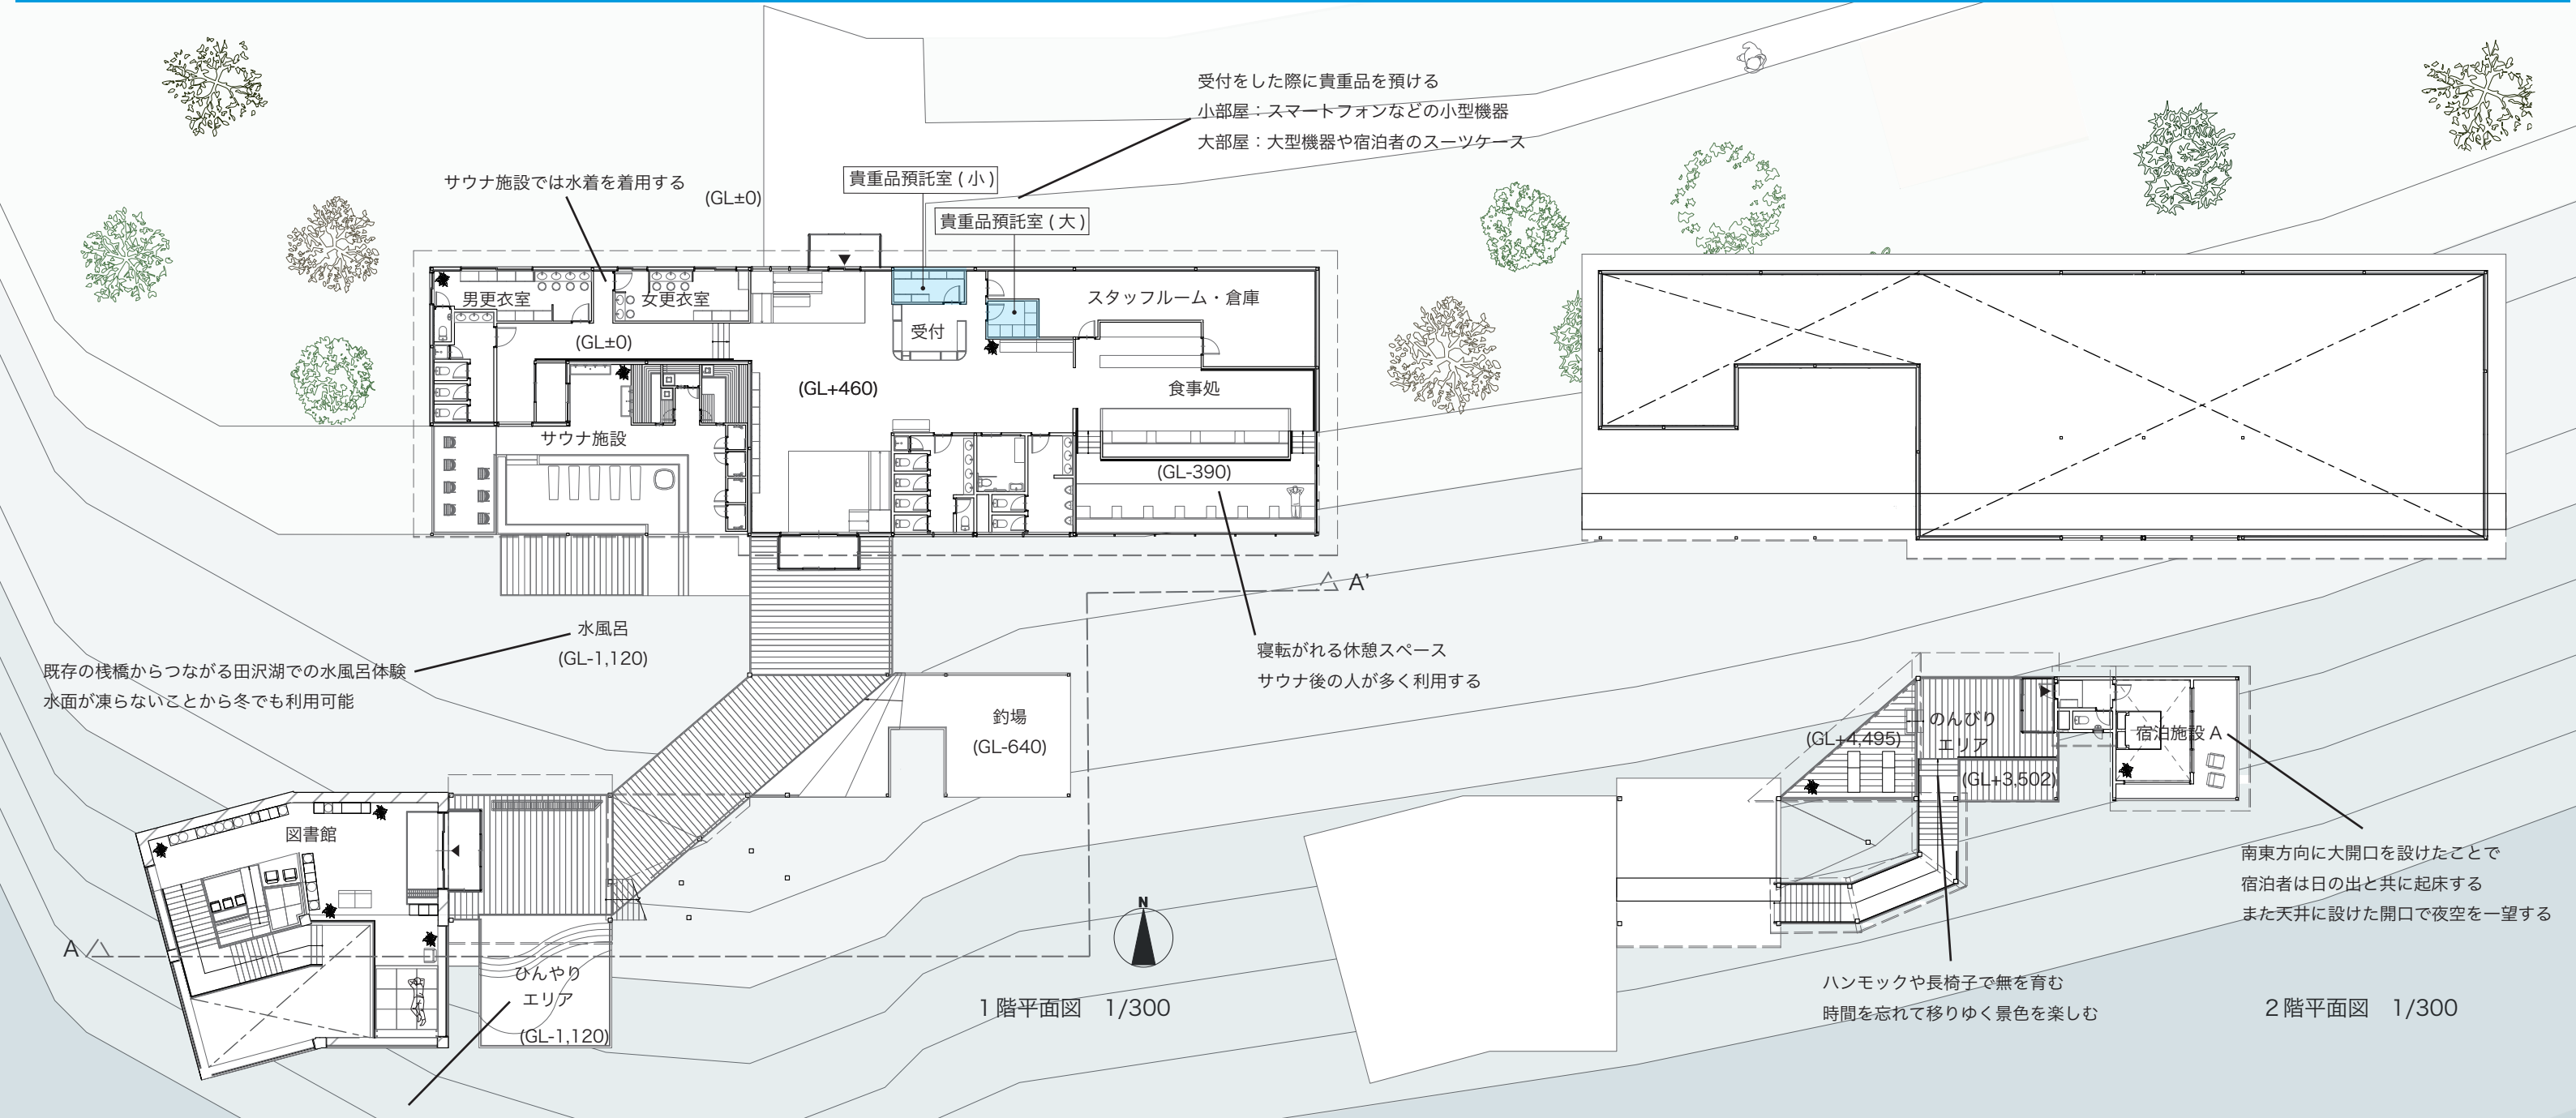 受付をした際に貴重品を預ける
小部屋：スマートフォンなどの小型機器
大部屋：大型機器や宿泊者のスーツケース
サウナ施設では水着を着用する
(GL±0)
貴重品預託室 ( 小 )
貴重品預託室 ( 大 )
男更衣室
女更衣室
スタッフルーム・倉庫
受付
(GL±0)
(GL+460)
食事処
サウナ施設
(GL-390)
A'
水風呂
(GL-1,120)
既存の桟橋からつながる田沢湖での水風呂体験
水面が凍らないことから冬でも利用可能
寝転がれる休憩スペース
サウナ後の人が多く利用する
釣場
(GL-640)
のんびり
エリア
(GL+4,495)
(GL+3,502)
宿泊施設 A
図書館
南東方向に大開口を設けたことで
宿泊者は日の出と共に起床する
また天井に設けた開口で夜空を一望する
N
A
ひんやり
エリア
(GL-1,120)
ハンモックや長椅子で無を育む
時間を忘れて移りゆく景色を楽しむ
1 階平面図　1/300
2 階平面図　1/300